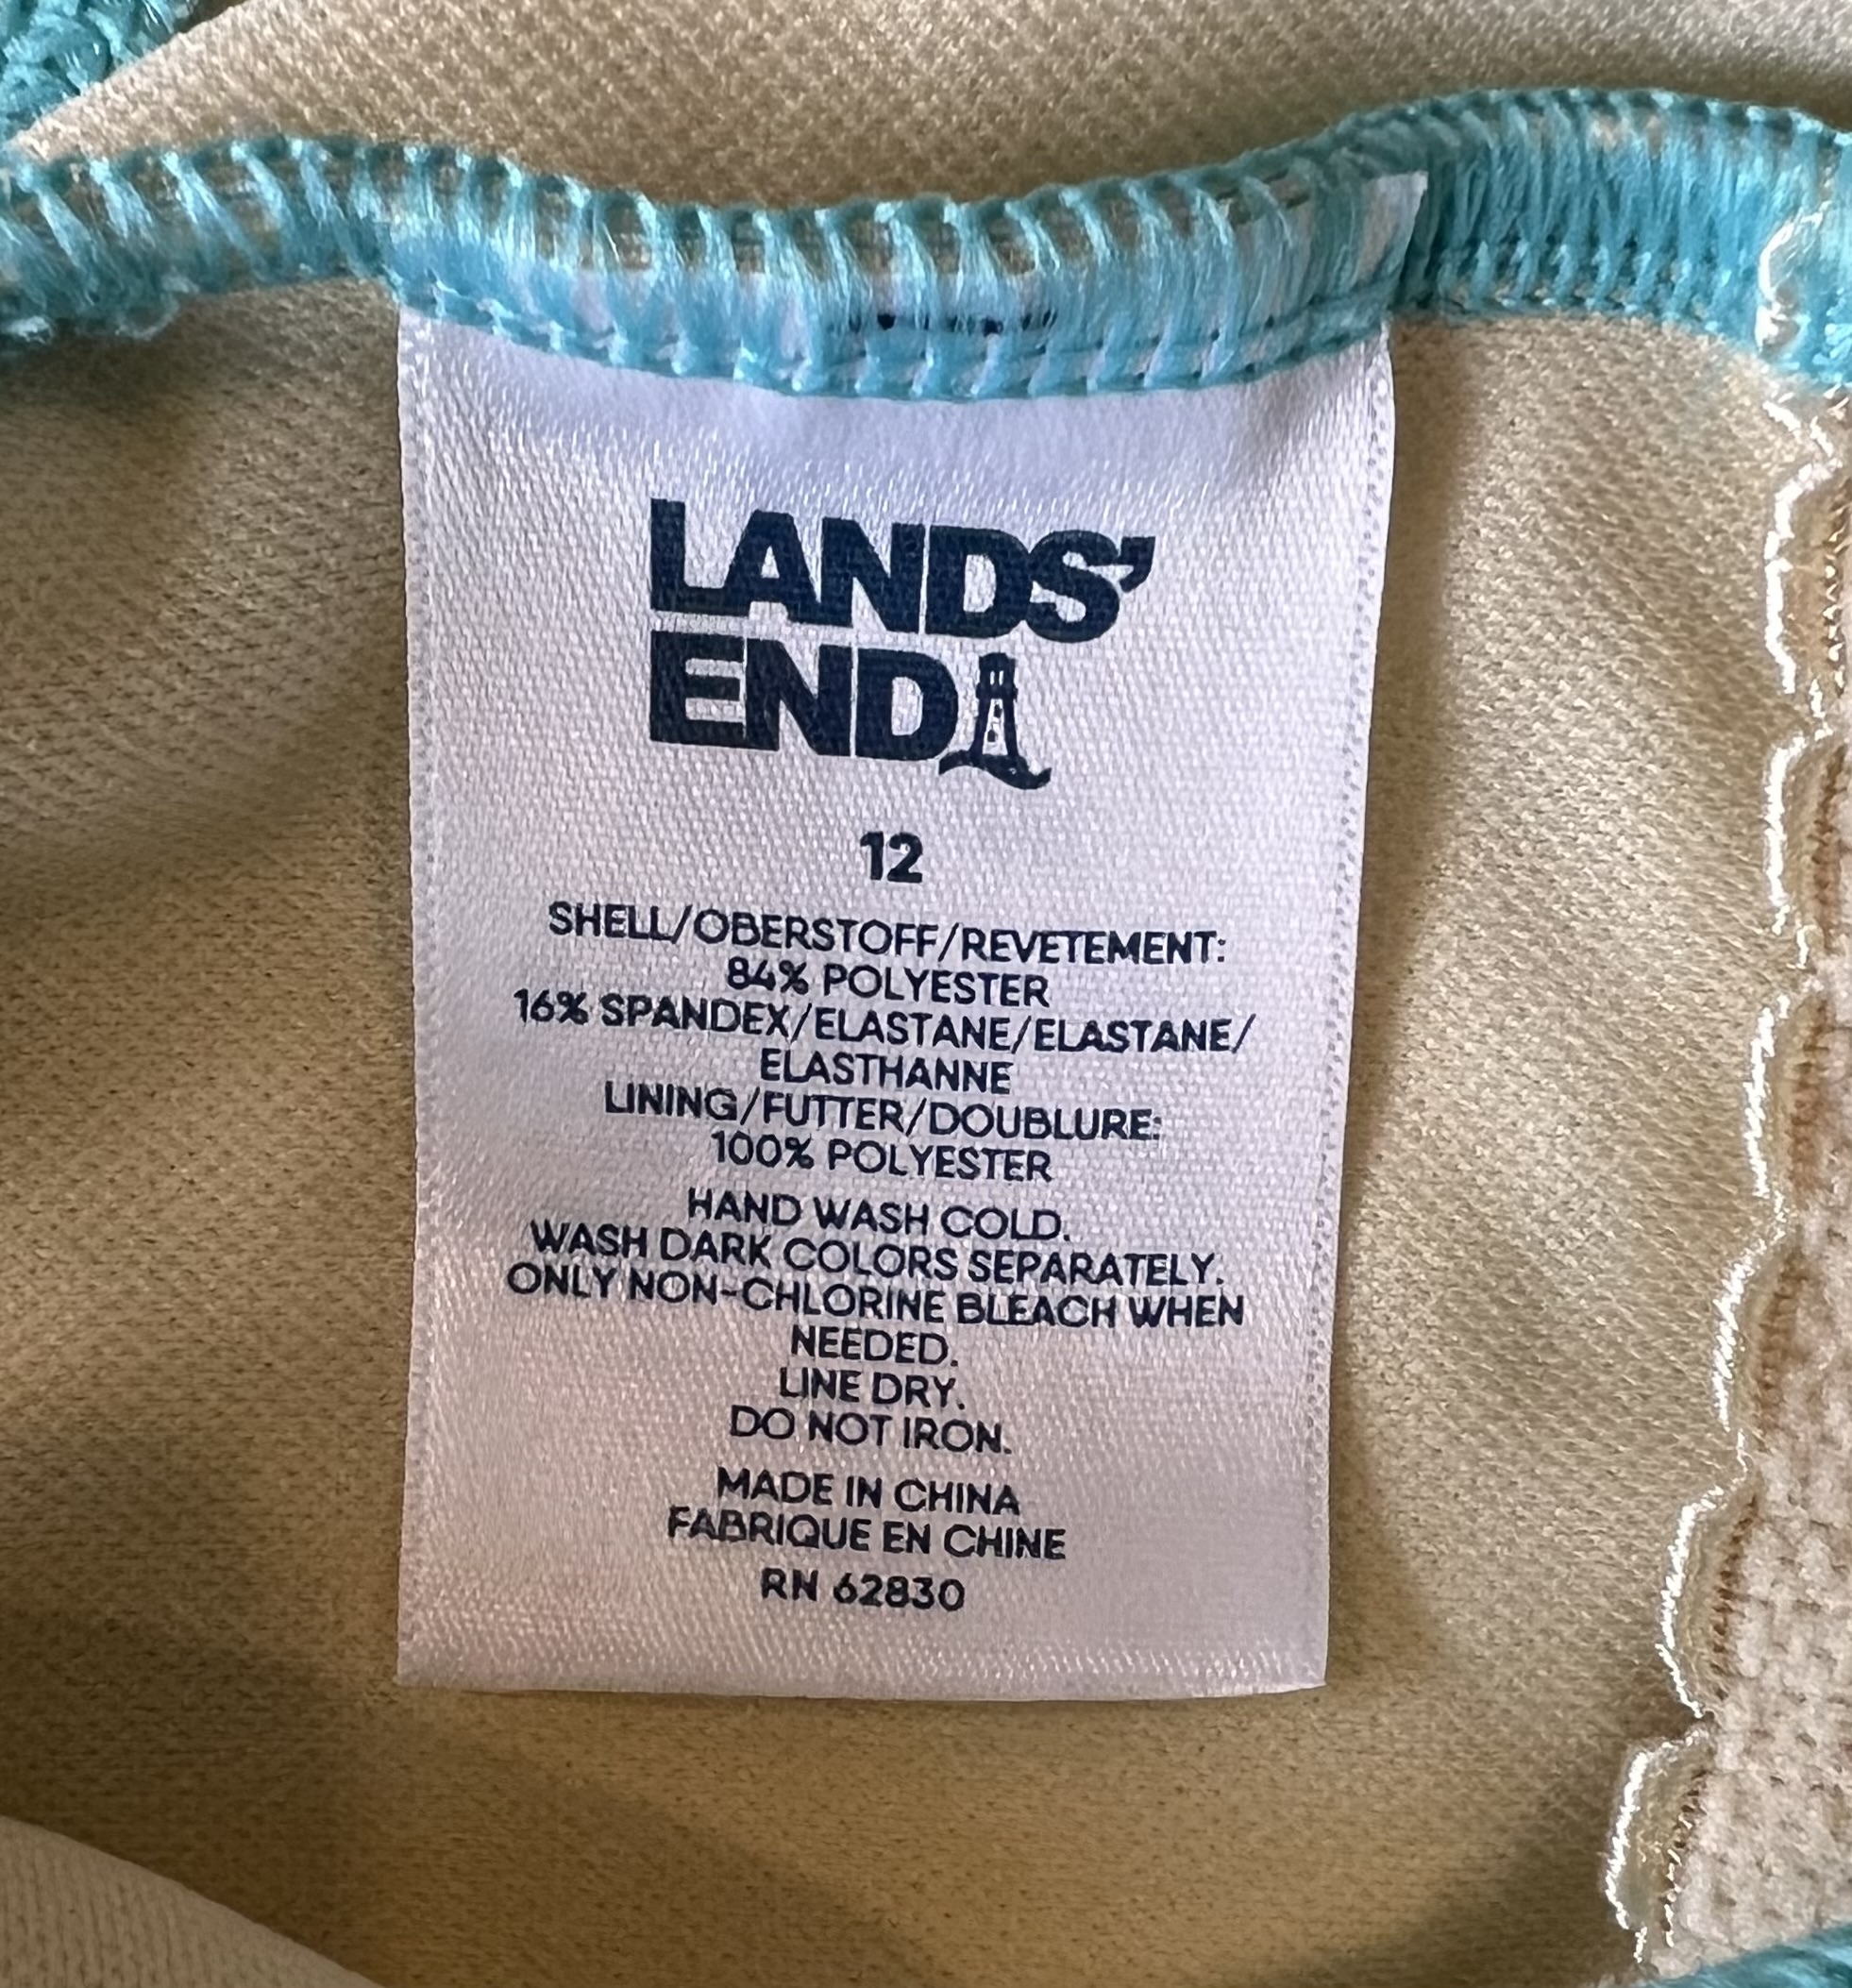 LANDS'
END
12
SHELL/OBERSTOFF/REVETEMENT:
84% POLYESTER
16% SPANDEX/ELASTANE/ELASTANE/
ELASTHANNE
LINING/FUTTER/DOUBLURE:
100% POLYESTER
HAND WASH COLD.
WASH DARK COLORS SEPARATELY.
ONLY NON-CHLORINE BLEACH WHEN
NEEDED.
LINE DRY.
DO NOT IRON.
MADE IN CHINA
FABRIQUE EN CHINE
RN 62830